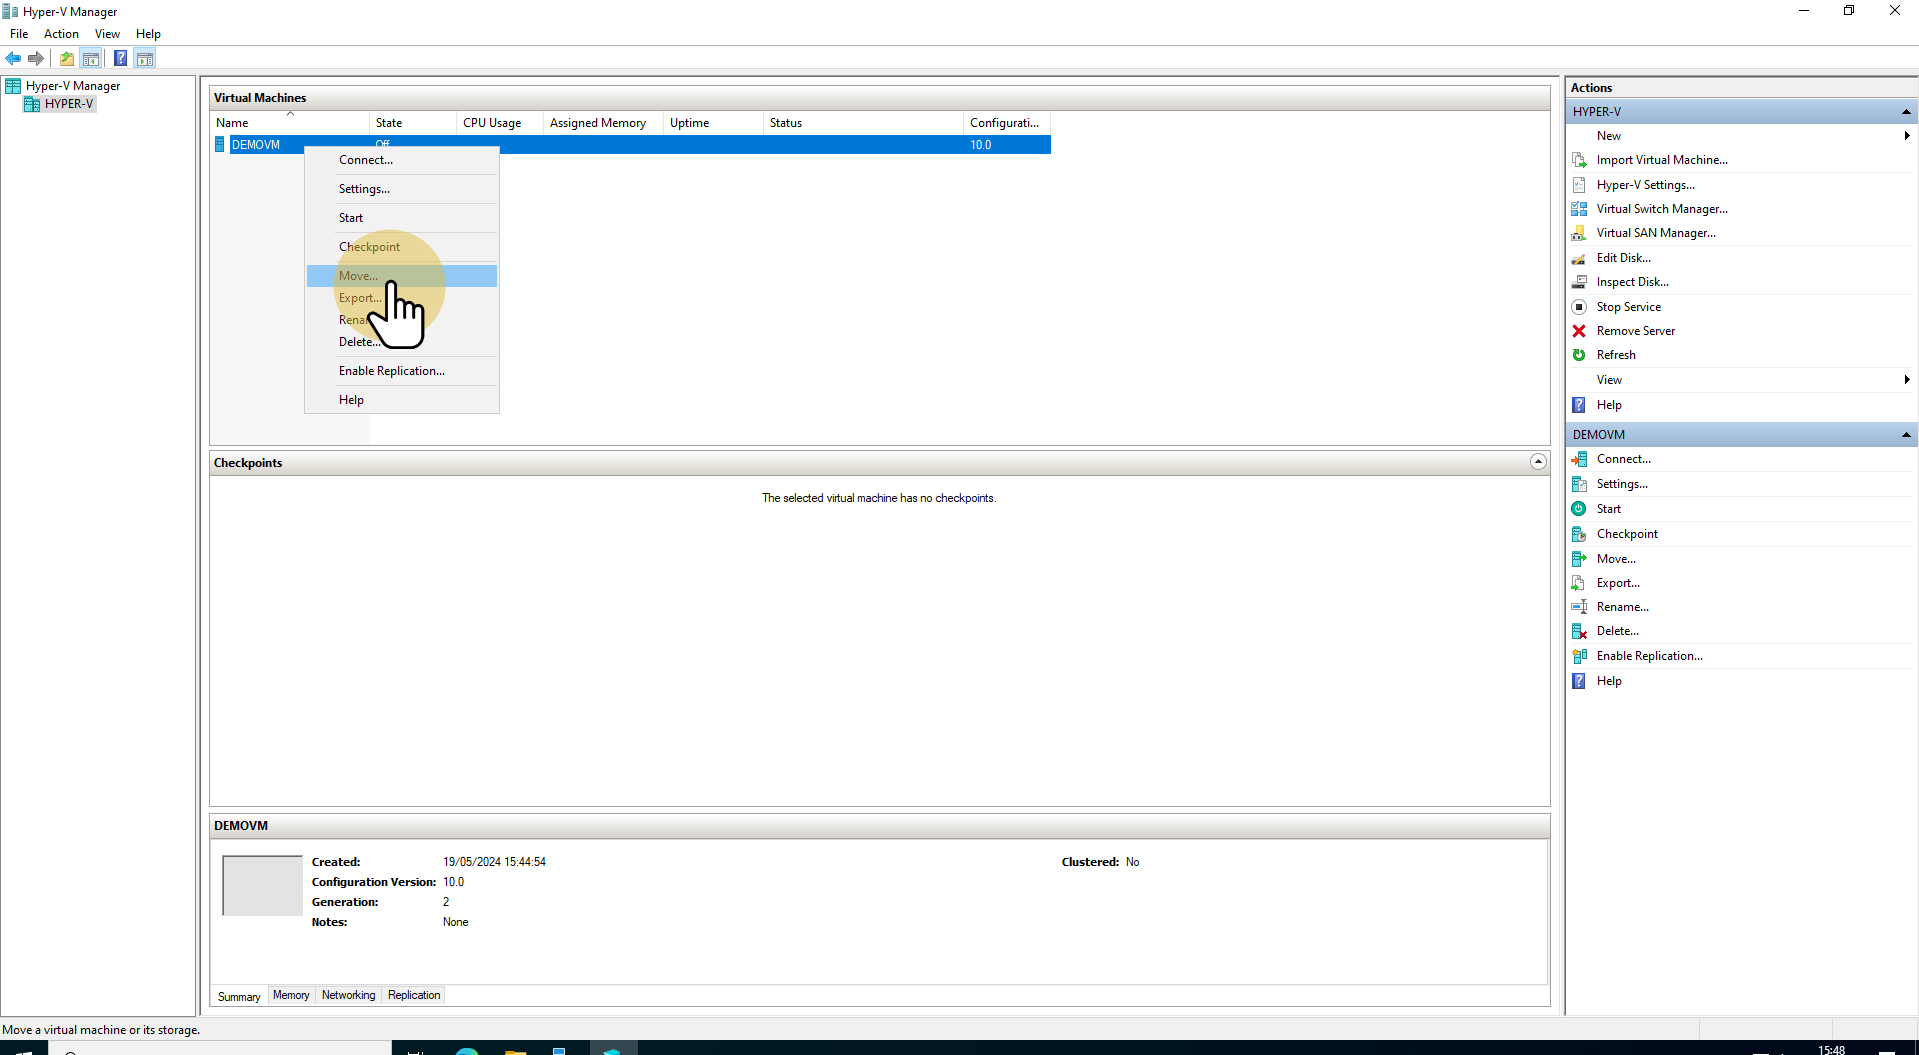 Hyper-V Manager
File Action View Help
Hyper-V Manager
HYPER-V
Virtual Machines
Name State CPU Usage Assigned Memory Uptime Status Configurati...
DEMOVM Off 10.0
Connect...
Settings...
Start
Checkpoint
Move...
Export...
Delete...
Enable Replication...
Help
Checkpoints
The selected virtual machine has no checkpoints.
DEMOVM
Created: 19/05/2024 15:44:54 Clustered: No
Configuration Version: 10.0
Generation: 2
Notes: None
Summary Memory Networking Replication
Actions
HYPER-V
New
Import Virtual Machine...
Hyper-V Settings...
Virtual Switch Manager...
Virtual SAN Manager...
Edit Disk...
Inspect Disk...
Stop Service
Remove Server
Refresh
View
Help
DEMOVM
Connect...
Settings...
Start
Checkpoint
Move...
Export...
Rename...
Delete...
Enable Replication...
Help
Move a virtual machine or its storage.
15:48